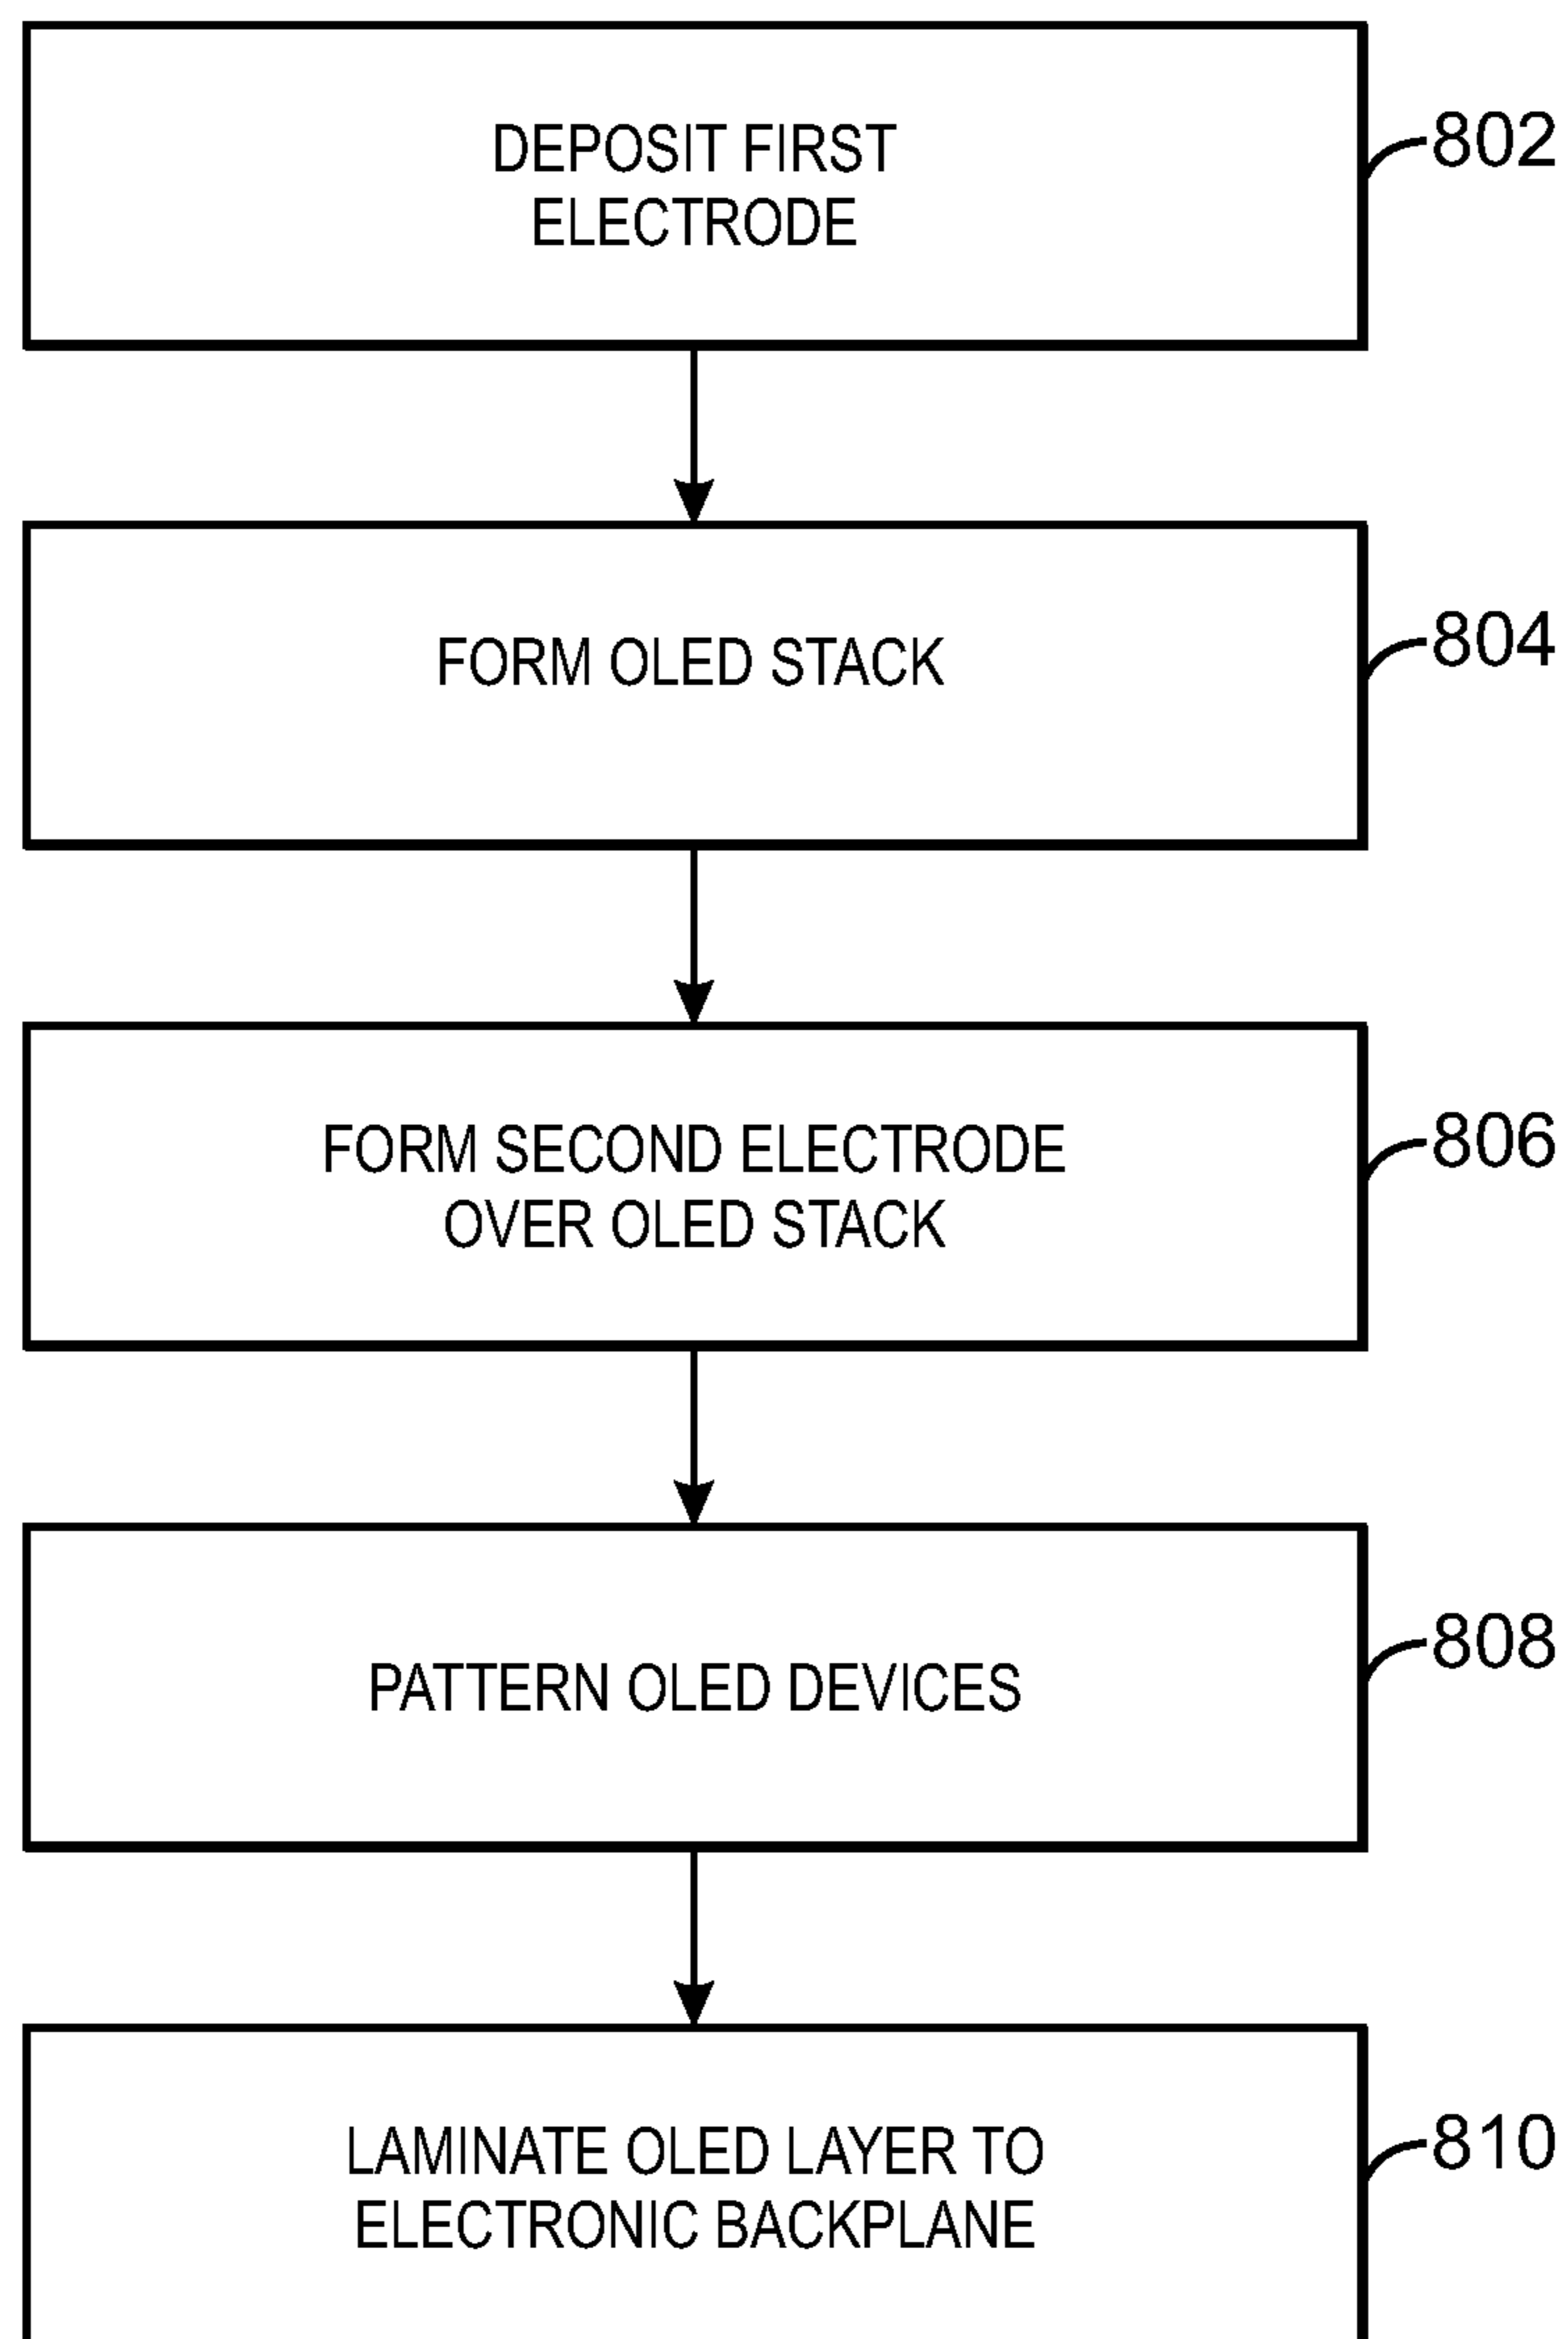 DEPOSIT FIRST
ELECTRODE
802
FORM OLED STACK
804
FORM SECOND ELECTRODE
OVER OLED STACK
806
PATTERN OLED DEVICES
808
LAMINATE OLED LAYER TO
ELECTRONIC BACKPLANE
810